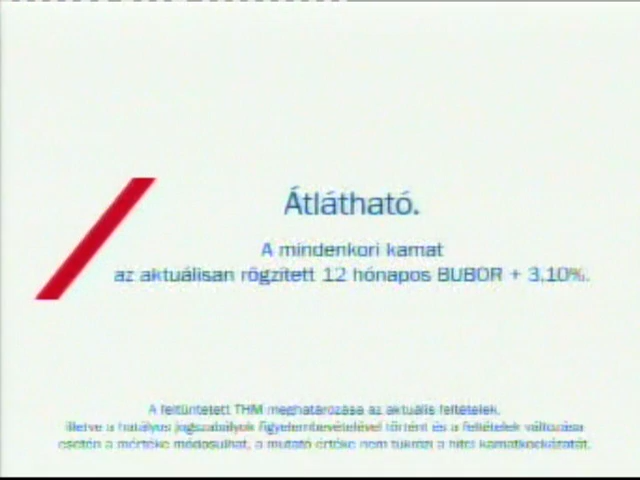 Átlátható.
A mindenkori kamat
az aktuálisan rögzített 12 hónapos BUBOR + 3,10%.
A feltüntetett THM meghatározása az aktuális feltételek,
illetve a hatályos jogszabályok figyelembevételével történt és a feltételek változása
esetén a mértéke módosulhat, a mutató értéke nem tükrözi a hitel kamatkockázatát.